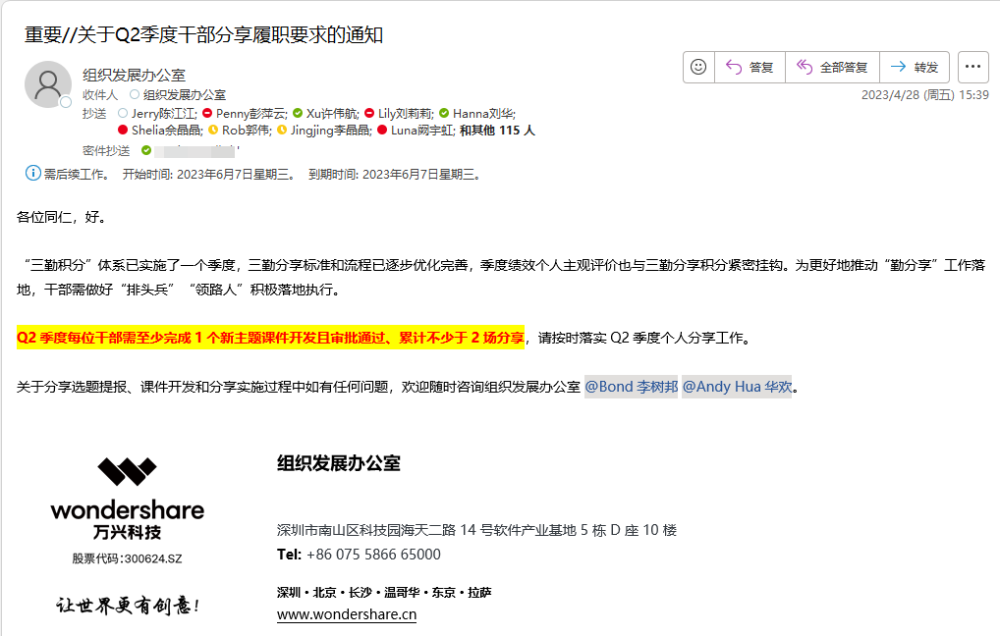 重要//关于Q2季度干部分享履职要求的通知
组织发展办公室
答复 全部答复 转发
收件人 组织发展办公室
2023/4/28 (周五) 15:39
抄送 Jerry陈江江; Penny彭萍云; Xu许伟航; Lily刘莉莉; Hanna刘华;
Shelia余晶晶; Rob郭伟; Jingjing李晶晶; Luna阙宇虹; 和其他 115 人
密件抄送
需后续工作。 开始时间: 2023年6月7日星期三。 到期时间: 2023年6月7日星期三。
各位同仁，好。
“三勤积分”体系已实施了一个季度，三勤分享标准和流程已逐步优化完善，季度绩效个人主观评价也与三勤分享积分紧密挂钩。为更好地推动“勤分享”工作落
地，干部需做好“排头兵”“领路人”积极落地执行。
Q2 季度每位干部需至少完成 1 个新主题课件开发且审批通过、累计不少于 2 场分享，请按时落实 Q2 季度个人分享工作。
关于分享选题提报、课件开发和分享实施过程中如有任何问题，欢迎随时咨询组织发展办公室 @Bond 李树邦 @Andy Hua 华欢。
wondershare
万兴科技
股票代码:300624.SZ
让世界更有创意!
组织发展办公室
深圳市南山区科技园海天二路 14 号软件产业基地 5 栋 D 座 10 楼
Tel: +86 075 5866 65000
深圳・北京・长沙・温哥华・东京・拉萨
www.wondershare.cn